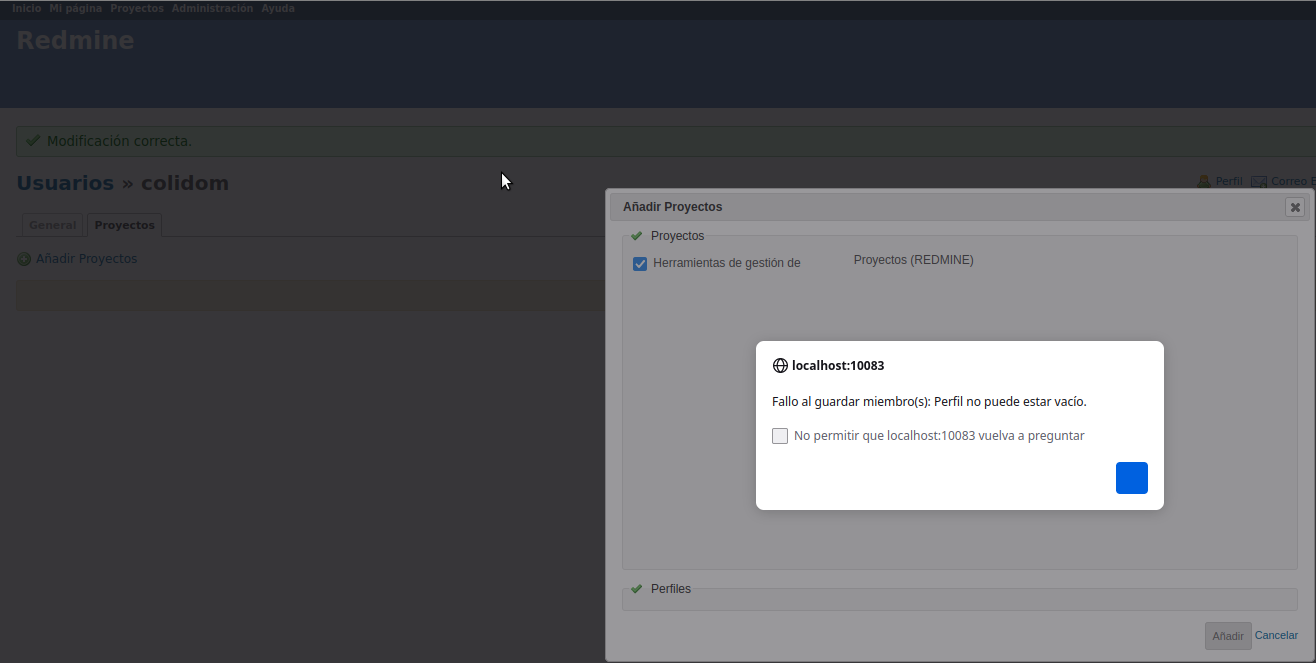 Inicio Mi página Proyectos Administración Ayuda
Redmine
Modificación correcta.
Usuarios » colidom
Perfil Correo E
General Proyectos
Añadir Proyectos
Añadir Proyectos
Proyectos
Herramientas de gestión de Proyectos (REDMINE)
localhost:10083
Fallo al guardar miembro(s): Perfil no puede estar vacío.
No permitir que localhost:10083 vuelva a preguntar
Perfiles
Añadir Cancelar